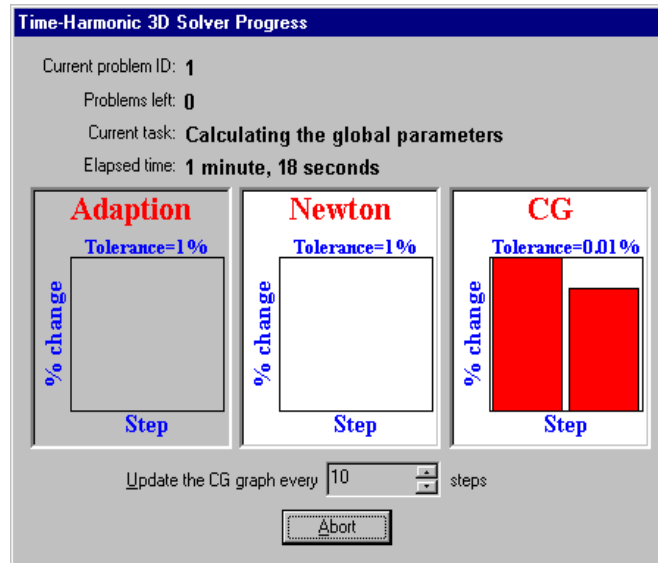 Time-Harmonic 3D Solver Progress
Current problem ID: 1
Problems left: 0
Current task: Calculating the global parameters
Elapsed time: 1 minute, 18 seconds
Adaption
Tolerance=1%
% change
Step
Newton
Tolerance=1%
% change
Step
CG
Tolerance=0.01%
% change
Step
Update the CG graph every 10 steps
Abort